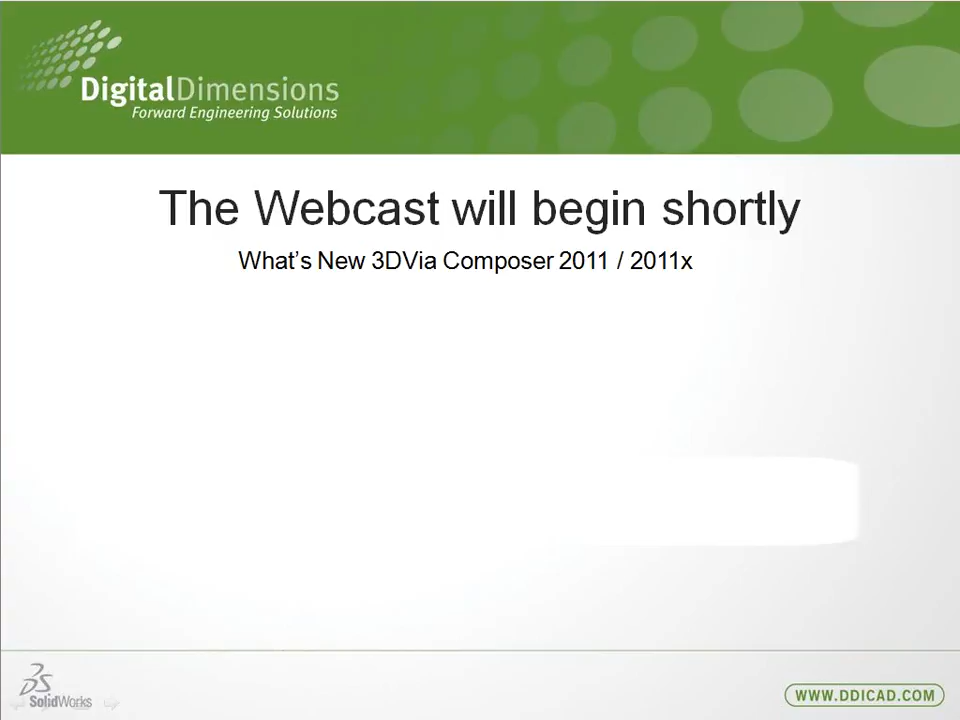 DigitalDimensions
Forward Engineering Solutions
The Webcast will begin shortly
What's New 3DVia Composer 2011 / 2011x
SolidWorks
WWW.DDICAD.COM